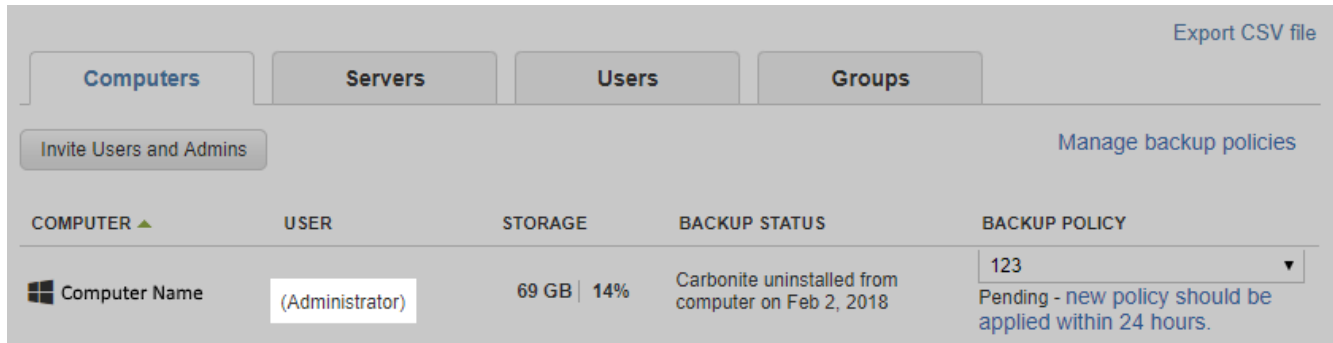 Export CSV file
Computers Servers Users Groups
Invite Users and Admins Manage backup policies
COMPUTER USER STORAGE BACKUP STATUS BACKUP POLICY
Computer Name (Administrator) 69 GB 14% Carbonite uninstalled from
computer on Feb 2, 2018
123
Pending - new policy should be
applied within 24 hours.